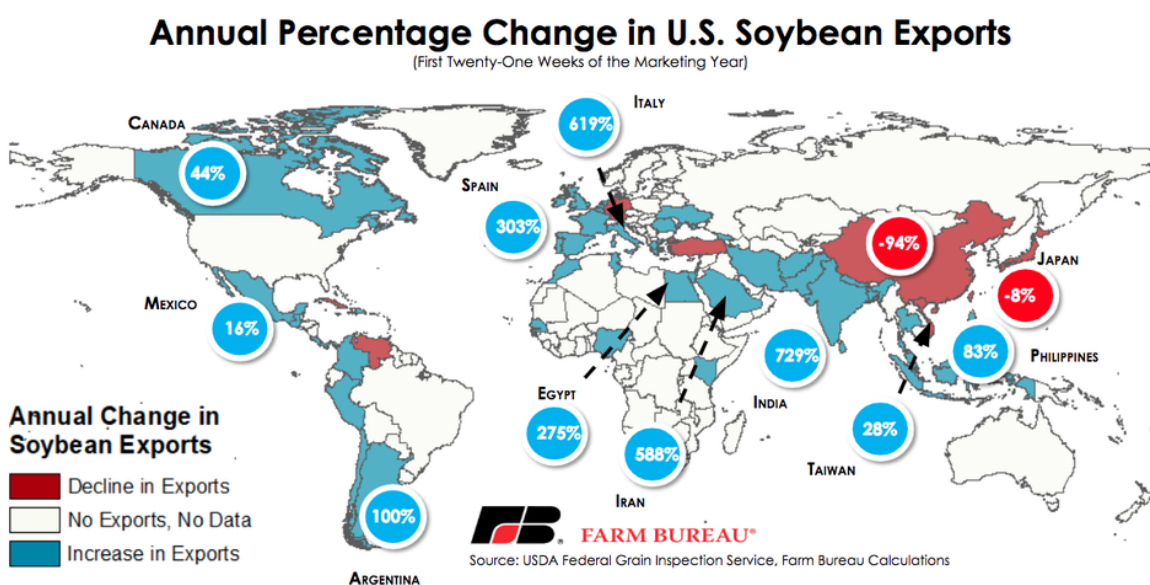 Annual Percentage Change in U.S. Soybean Exports
(First Twenty-One Weeks of the Marketing Year)
ITALY
619%
CANADA
44%
SPAIN
303%
-94%
JAPAN
-8%
MEXICO
16%
729%
INDIA
83%
PHILIPPINES
EGYPT
275%
588%
IRAN
28%
TAIWAN
100%
ARGENTINA
Annual Change in
Soybean Exports
Decline in Exports
No Exports, No Data
Increase in Exports
FB
FARM BUREAU®
Source: USDA Federal Grain Inspection Service, Farm Bureau Calculations